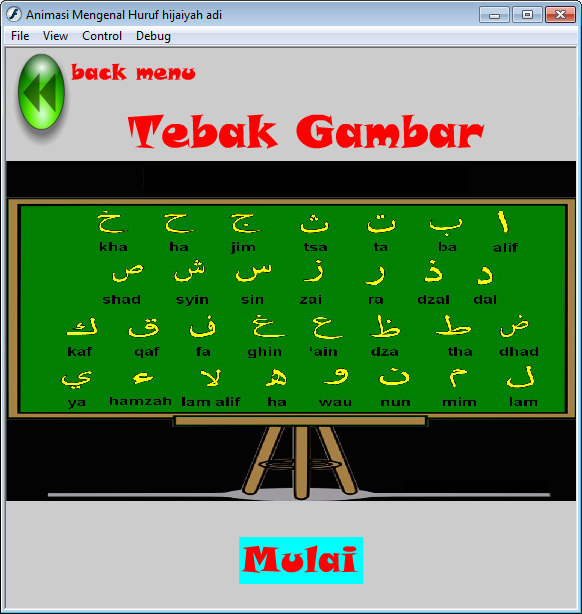 Animasi Mengenal Huruf hijaiyah adi
File View Control Debug
back menu
Tebak Gambar
ا ب ت ث ج ح خ
kha ha jim tsa ta ba alif
د ذ ر ز س ش ص
shad syin sin zai ra dzal dal
ض ط ظ ع غ ف ق ك
kaf qaf fa ghin 'ain dza tha dhad
ل م ن و ه لا ء ي
ya hamzah lam alif ha wau nun mim lam
Mulai